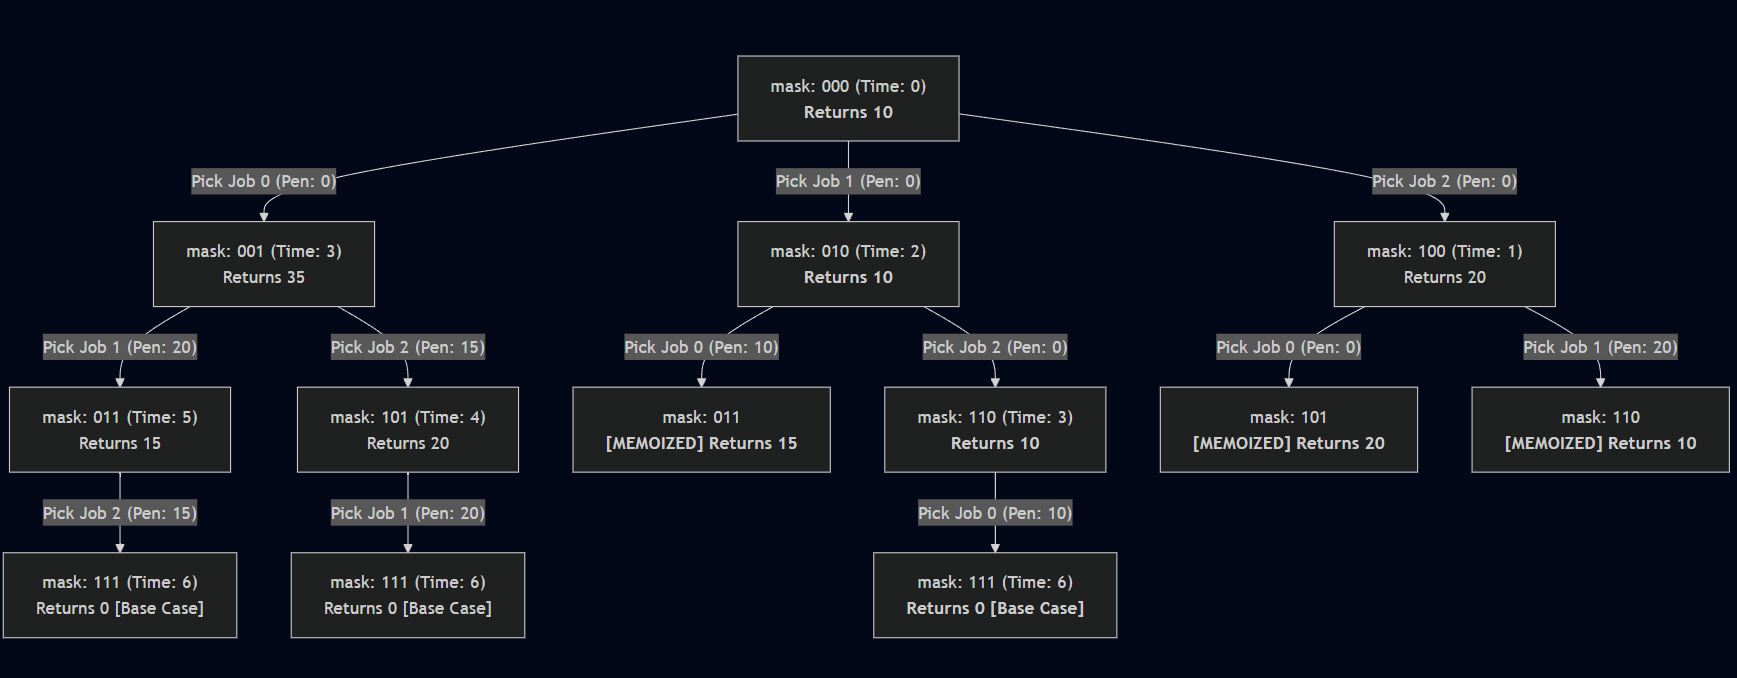 mask: 000 (Time: 0)
Returns 10
Pick Job 0 (Pen: 0)
Pick Job 1 (Pen: 0)
Pick Job 2 (Pen: 0)
mask: 001 (Time: 3)
Returns 35
mask: 010 (Time: 2)
Returns 10
mask: 100 (Time: 1)
Returns 20
Pick Job 1 (Pen: 20)
Pick Job 2 (Pen: 15)
Pick Job 0 (Pen: 10)
Pick Job 2 (Pen: 0)
Pick Job 0 (Pen: 0)
Pick Job 1 (Pen: 20)
mask: 011 (Time: 5)
Returns 15
mask: 101 (Time: 4)
Returns 20
mask: 011
[MEMOIZED] Returns 15
mask: 110 (Time: 3)
Returns 10
mask: 101
[MEMOIZED] Returns 20
mask: 110
[MEMOIZED] Returns 10
Pick Job 2 (Pen: 15)
Pick Job 1 (Pen: 20)
Pick Job 0 (Pen: 10)
mask: 111 (Time: 6)
Returns 0 [Base Case]
mask: 111 (Time: 6)
Returns 0 [Base Case]
mask: 111 (Time: 6)
Returns 0 [Base Case]